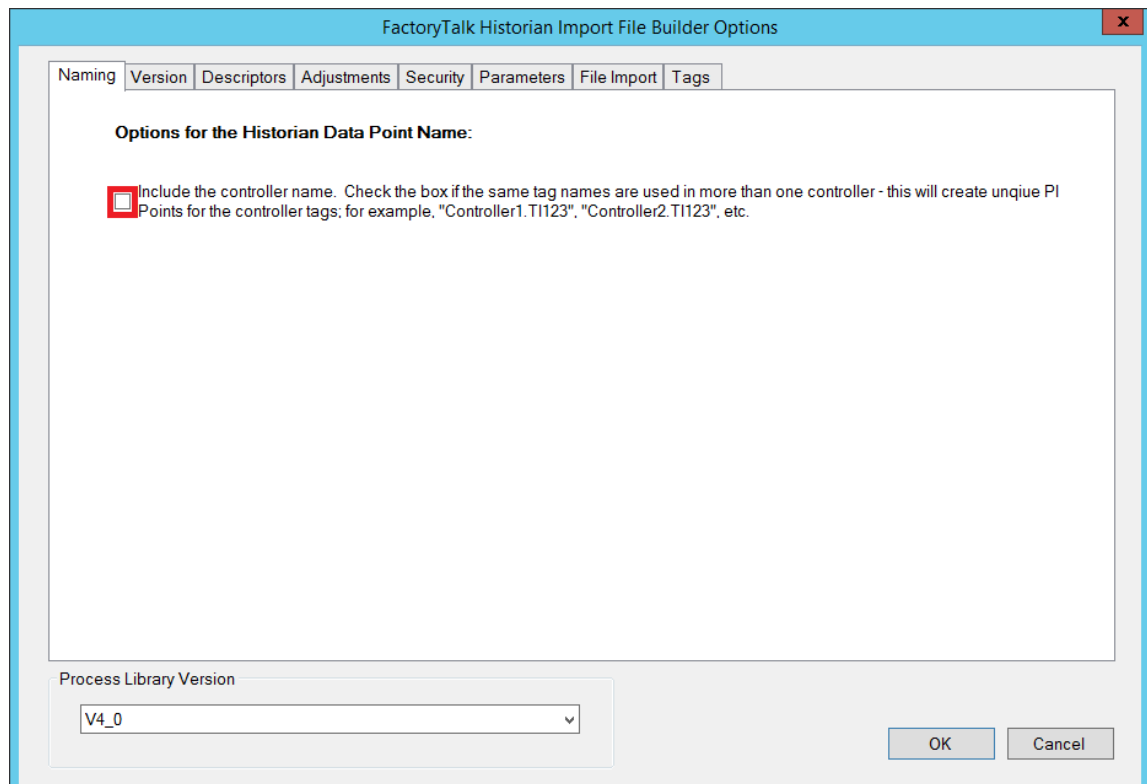 FactoryTalk Historian Import File Builder Options
x
Naming Version Descriptors Adjustments Security Parameters File Import Tags
Options for the Historian Data Point Name:
Include the controller name. Check the box if the same tag names are used in more than one controller - this will create unqiue PI
Points for the controller tags; for example, "Controller1.TI123", "Controller2.TI123", etc.
Process Library Version
V4_0
OK Cancel